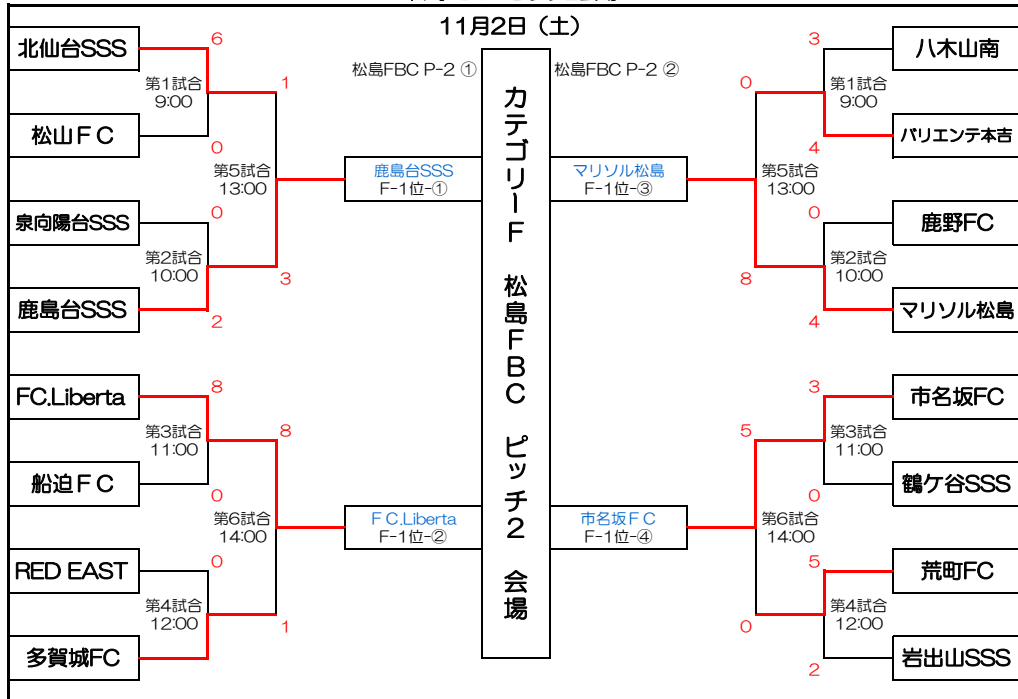 11月2日（土）
松島FBC P-2 ①
松島FBC P-2 ②
カテゴリーF 松島FBC ピッチ2 会場
北仙台SSS
6
第1試合
9:00
松山ＦＣ
0
1
第5試合
13:00
泉向陽台SSS
0
第2試合
10:00
鹿島台SSS
2
3
鹿島台SSS
F-1位-①
FC.Liberta
8
第3試合
11:00
船迫ＦＣ
0
8
第6試合
14:00
RED EAST
0
第4試合
12:00
多賀城FC
1
ＦＣ.Liberta
F-1位-②
3
八木山南
第1試合
9:00
4
バリエンテ本吉
0
第5試合
13:00
0
鹿野FC
第2試合
10:00
4
マリソル松島
8
マリソル松島
F-1位-③
3
市名坂FC
第3試合
11:00
0
鶴ケ谷SSS
5
第6試合
14:00
5
荒町FC
第4試合
12:00
2
岩出山SSS
0
市名坂ＦＣ
F-1位-④